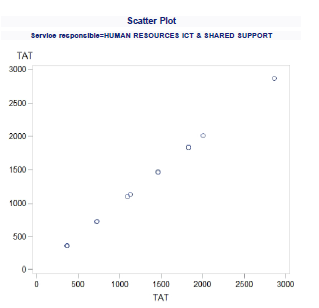 Scatter Plot
Service responsible=HUMAN RESOURCES ICT & SHARED SUPPORT
TAT
3000
2500
2000
1500
1000
500
0
0 500 1000 1500 2000 2500 3000
TAT